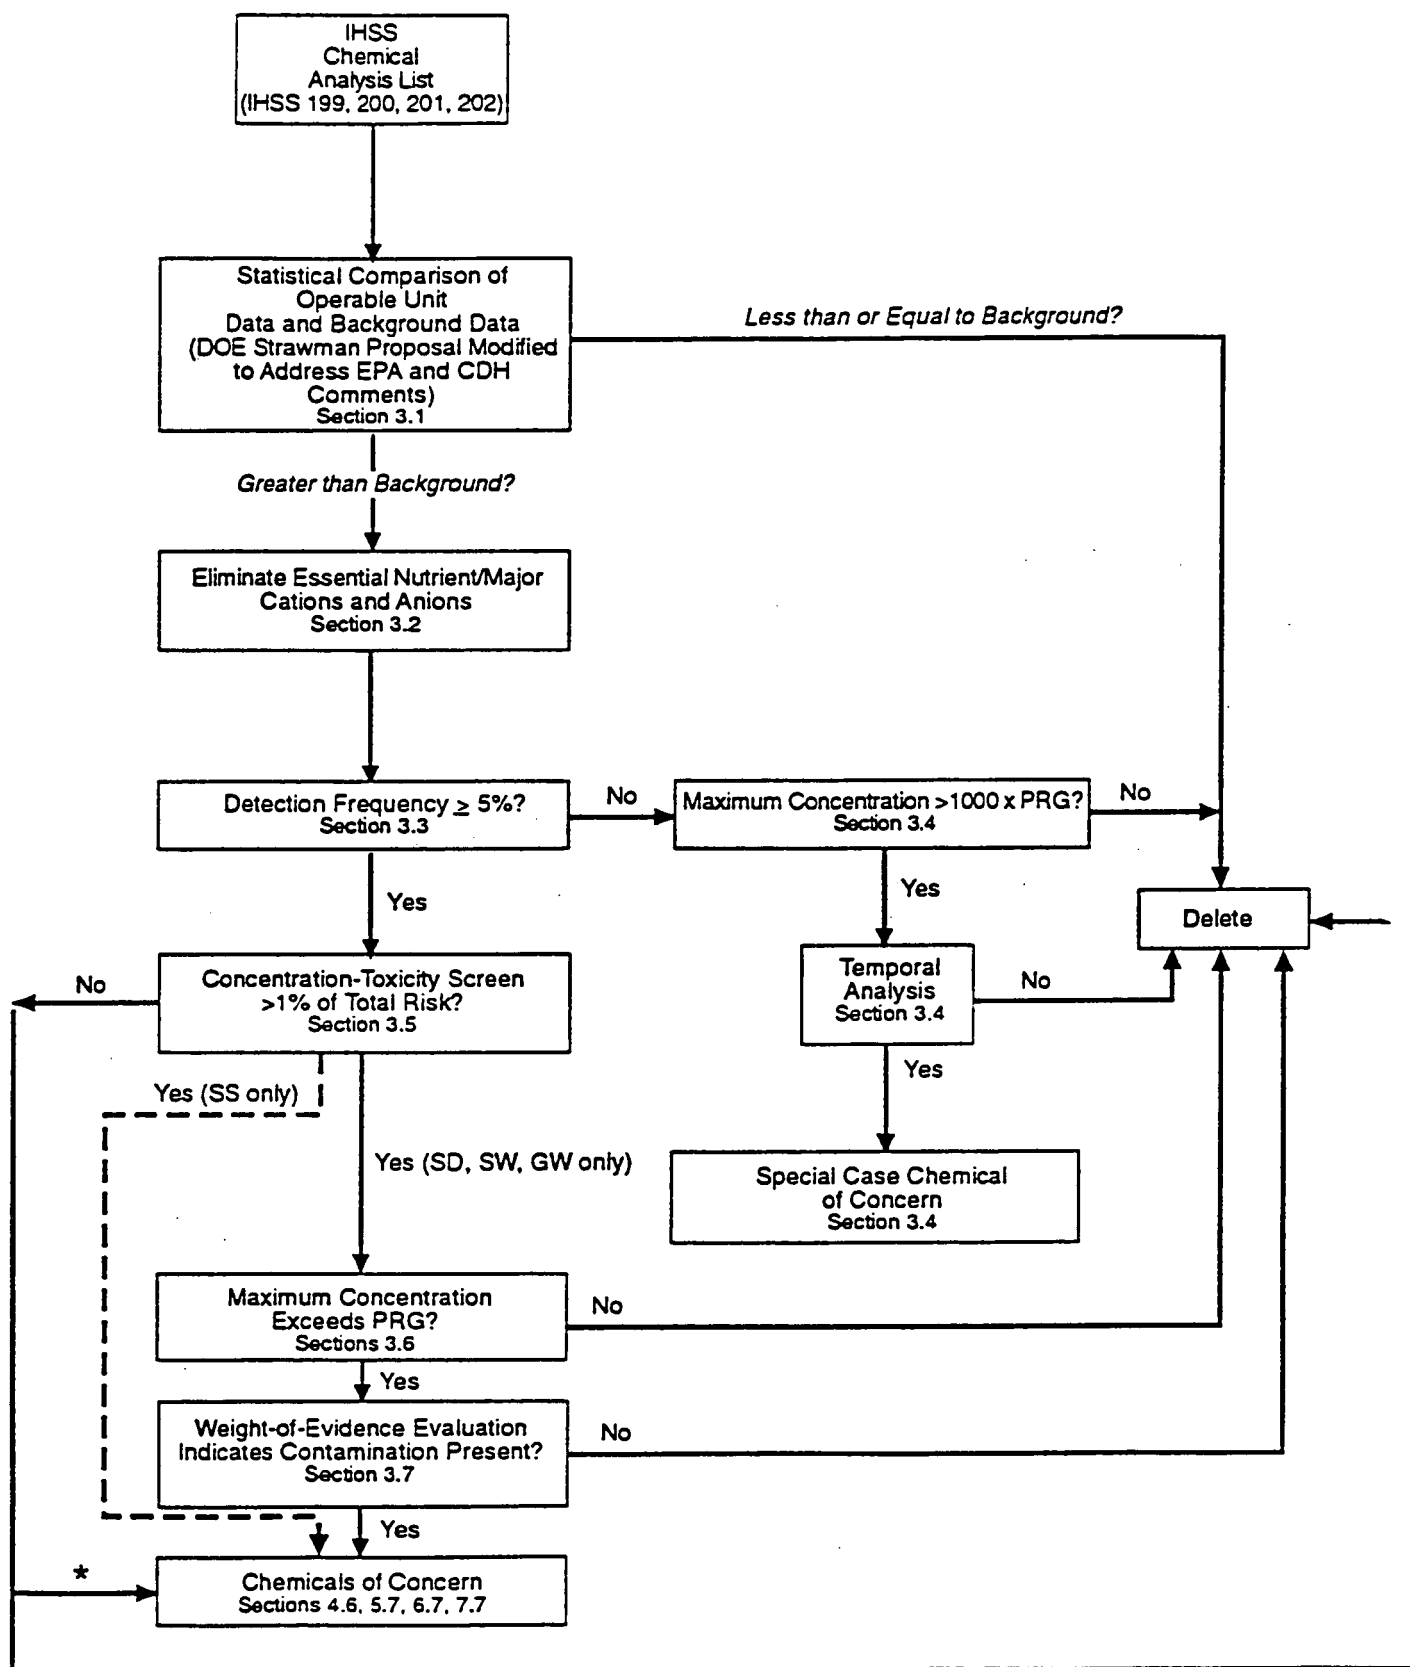 IHSS
Chemical
Analysis List
(IHSS 199, 200, 201, 202)
Statistical Comparison of
Operable Unit
Data and Background Data
(DOE Strawman Proposal Modified
to Address EPA and CDH
Comments)
Section 3.1
Less than or Equal to Background?
Greater than Background?
Eliminate Essential Nutrient/Major
Cations and Anions
Section 3.2
Detection Frequency ≥ 5%?
Section 3.3
No
Maximum Concentration >1000 x PRG?
Section 3.4
No
Yes
Yes
Delete
Concentration-Toxicity Screen
>1% of Total Risk?
Section 3.5
No
Temporal
Analysis
Section 3.4
No
Yes
Yes (SS only)
Yes (SD, SW, GW only)
Special Case Chemical
of Concern
Section 3.4
Maximum Concentration
Exceeds PRG?
Sections 3.6
No
Yes
Weight-of-Evidence Evaluation
Indicates Contamination Present?
Section 3.7
No
Yes
*
Chemicals of Concern
Sections 4.6, 5.7, 6.7, 7.7